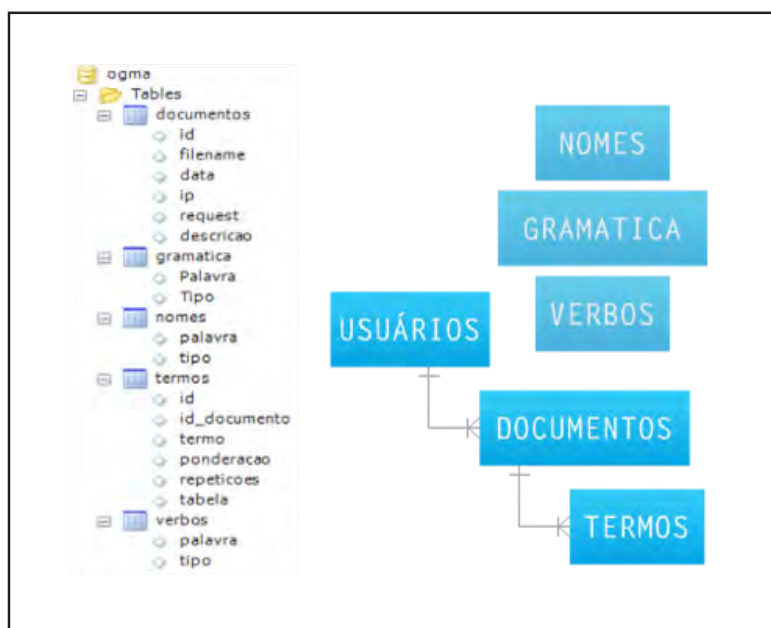 ogma
Tables
documentos
id
filename
data
ip
request
descricao
gramatica
Palavra
Tipo
nomes
palavra
tipo
termos
id
id_documento
termo
ponderacao
repeticoes
tabela
verbos
palavra
tipo
NOMES
GRAMATICA
VERBOS
USUÁRIOS
DOCUMENTOS
TERMOS